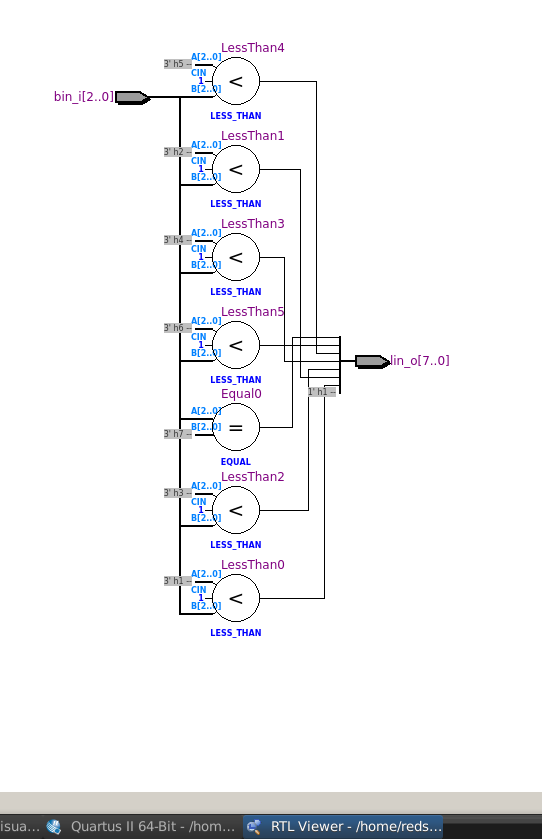 LessThan4
3' h5
A[2..0]
CIN
1
<
B[2..0]
bin_i[2..0]
LESS_THAN
LessThan1
3' h2
A[2..0]
CIN
1
<
B[2..0]
LESS_THAN
LessThan3
3' h4
A[2..0]
CIN
1
<
B[2..0]
LESS_THAN
LessThan5
3' h6
A[2..0]
CIN
1
<
B[2..0]
LESS_THAN
lin_o[7..0]
1' h1
Equal0
A[2..0]
B[2..0]
=
3' h7
EQUAL
LessThan2
3' h3
A[2..0]
CIN
1
<
B[2..0]
LESS_THAN
LessThan0
3' h1
A[2..0]
CIN
1
<
B[2..0]
LESS_THAN
isua... Quartus II 64-Bit - /hom... RTL Viewer - /home/reds...